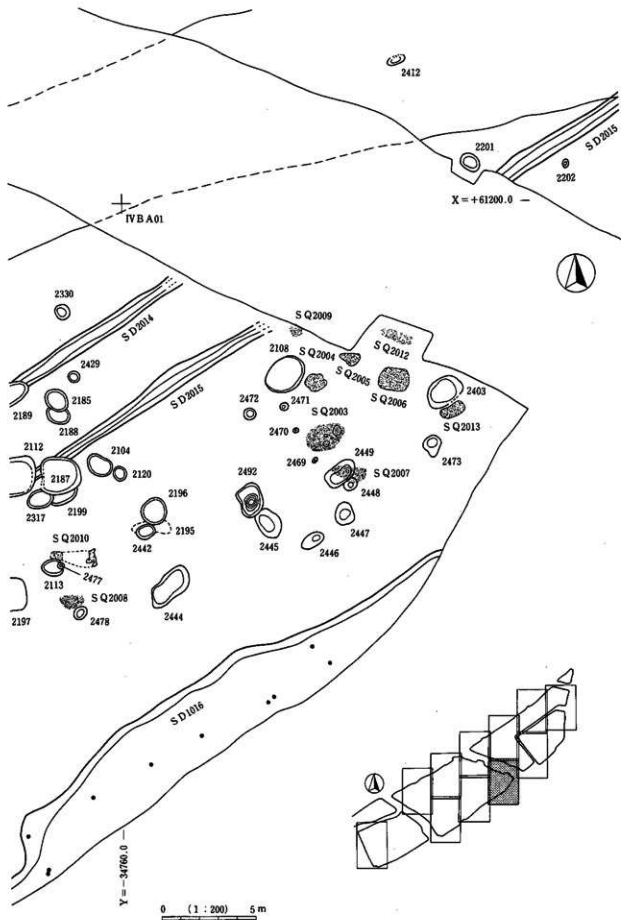 2412
2201
SD2015
2202
X=+61200.0
IVBA01
2330
SD2014
SQ2009
SQ2012
2108
SQ2004
SQ2005
2429
SD2015
SQ2006
2403
2189
2185
2472
2471
SQ2013
2188
SQ2003
2470
2112
2104
2449
2473
2187
2120
2469
SQ2007
2492
2448
2196
2317
2199
2195
2447
SQ2010
2442
2445
2446
2113
2477
SQ2008
2197
2478
2444
SD1016
Y=-34760.0
0 (1:200) 5m